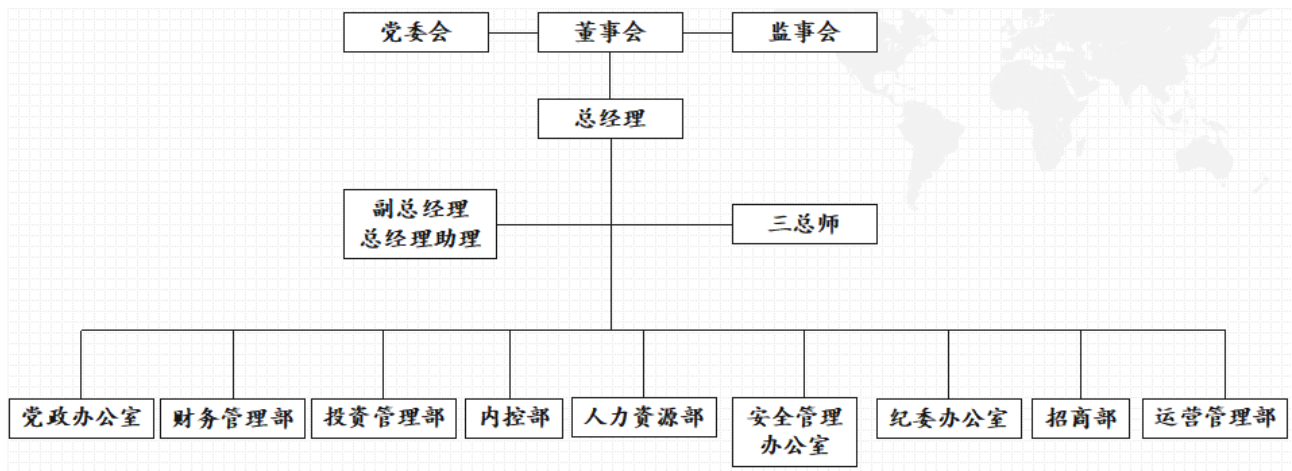 党委会
董事会
监事会
总经理
副总经理
总经理助理
三总师
党政办公室
财务管理部
投资管理部
内控部
人力资源部
安全管理
办公室
纪委办公室
招商部
运营管理部